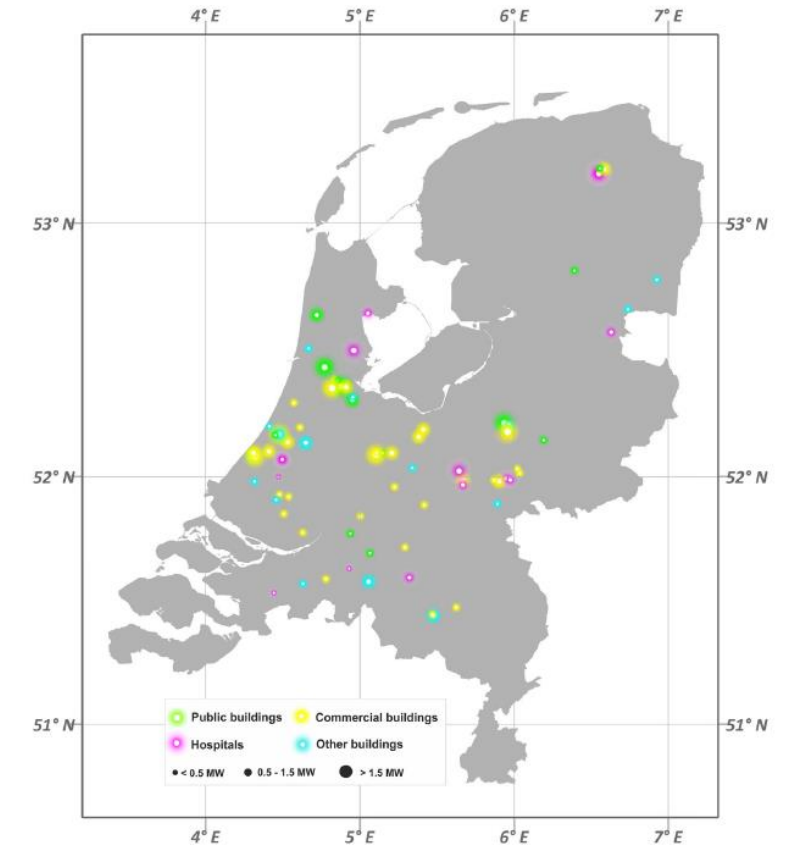 4° E 5° E 6° E 7° E
53° N 53° N
52° N 52° N
51° N 51° N
Public buildings Commercial buildings
Hospitals Other buildings
< 0.5 MW 0.5 - 1.5 MW > 1.5 MW
4° E 5° E 6° E 7° E